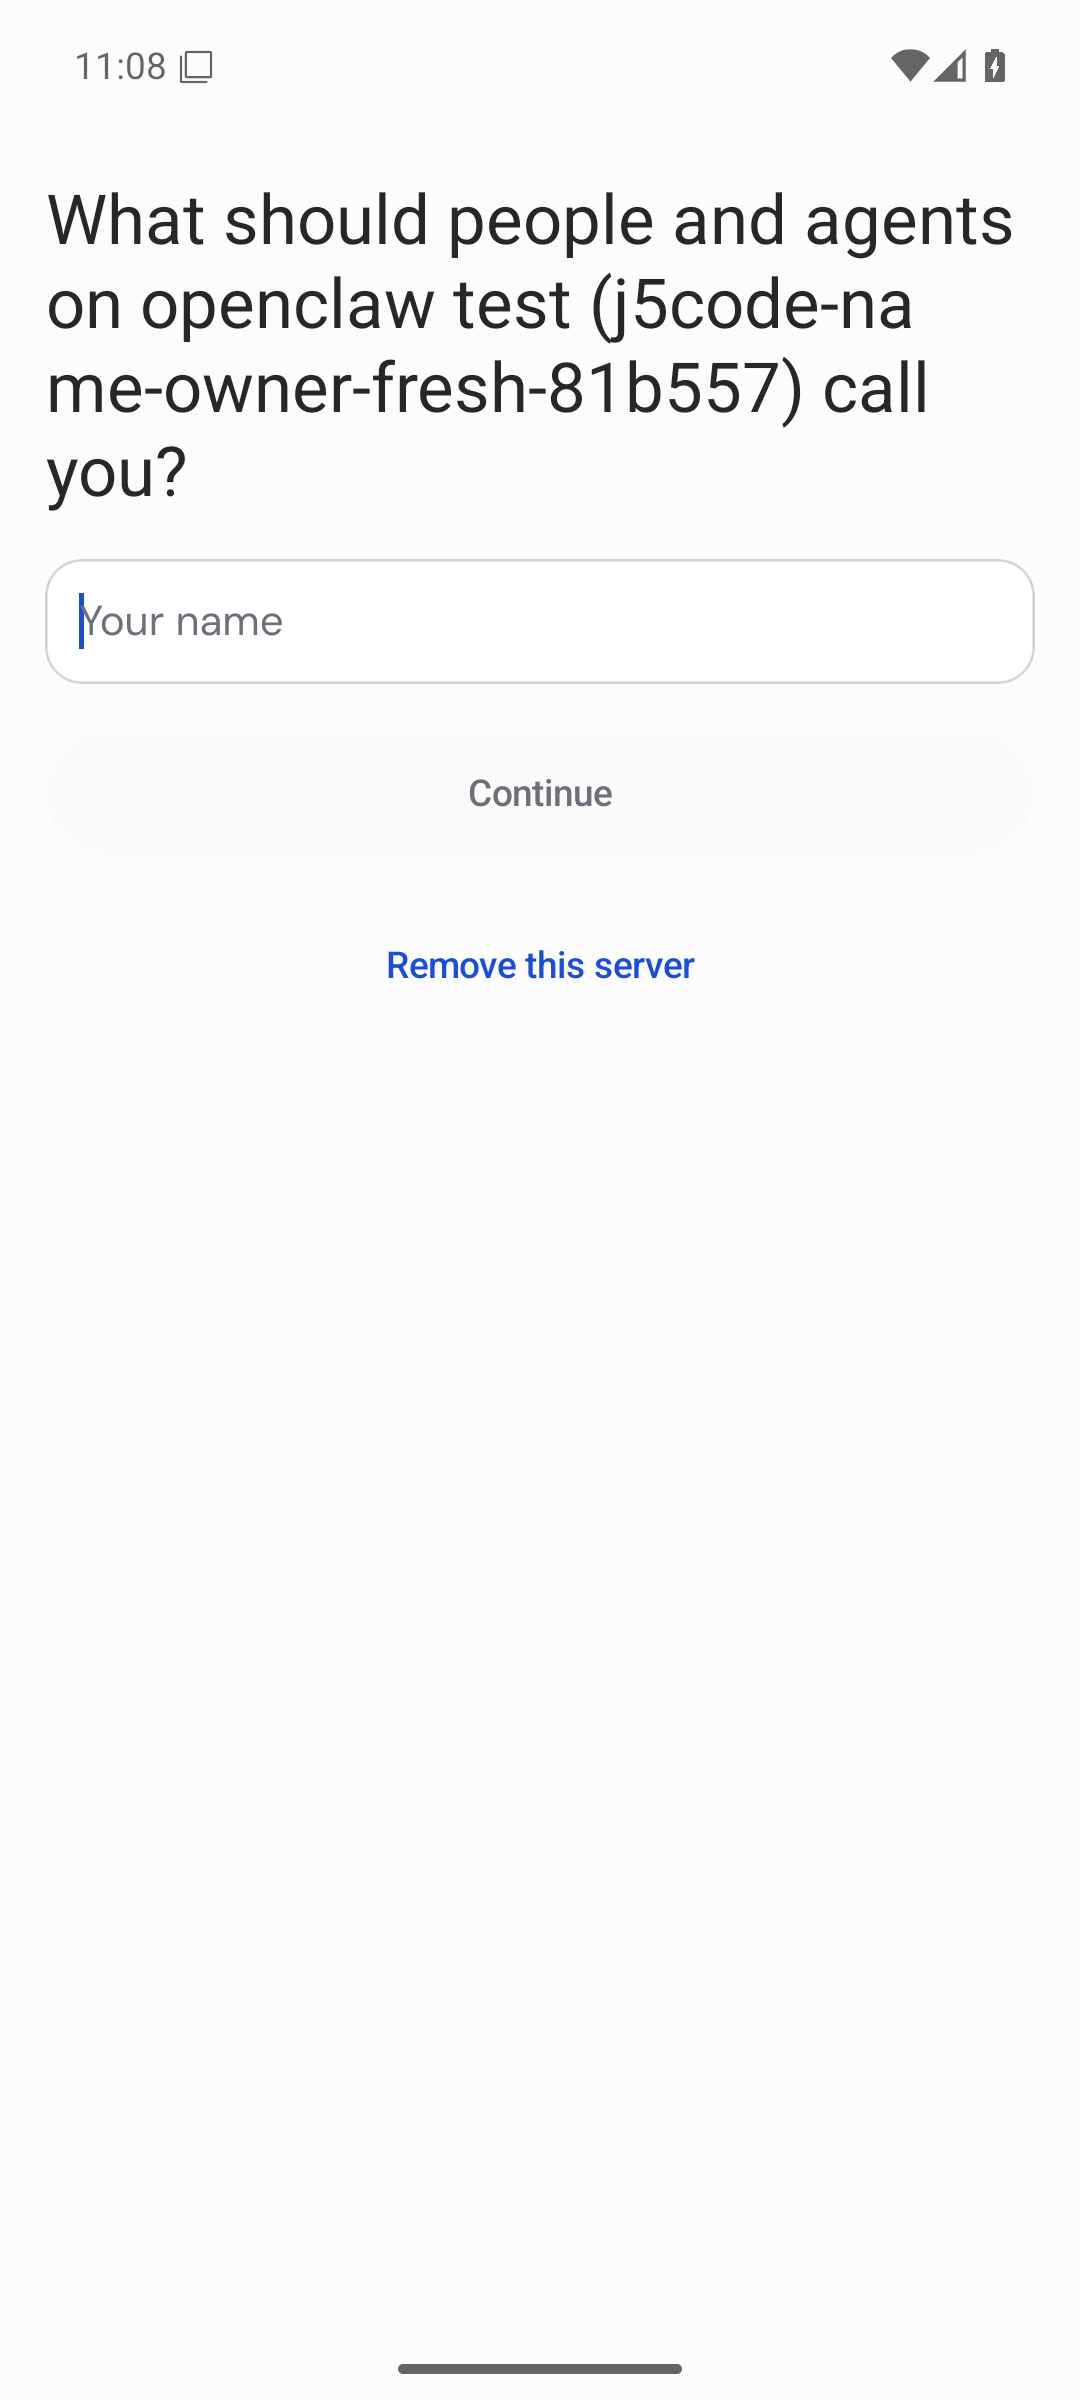 11:08
What should people and agents
on openclaw test (j5code-na
me-owner-fresh-81b557) call
you?
Your name
Continue
Remove this server